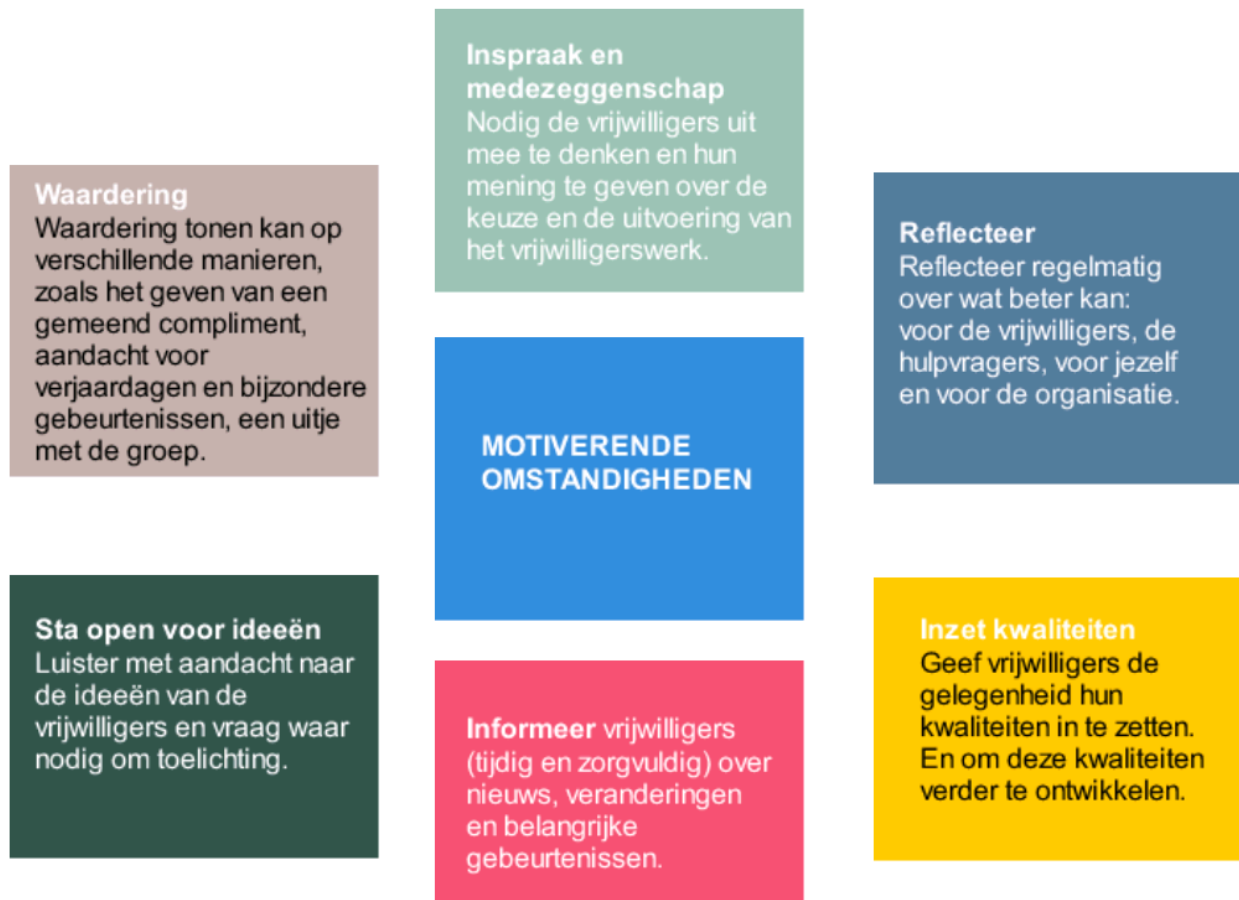 Inspraak en
medezeggenschap
Nodig de vrijwilligers uit
mee te denken en hun
mening te geven over de
keuze en de uitvoering van
het vrijwilligerswerk.
Waardering
Waardering tonen kan op
verschillende manieren,
zoals het geven van een
gemeend compliment,
aandacht voor
verjaardagen en bijzondere
gebeurtenissen, een uitje
met de groep.
MOTIVERENDE
OMSTANDIGHEDEN
Reflecteer
Reflecteer regelmatig
over wat beter kan:
voor de vrijwilligers, de
hulpvragers, voor jezelf
en voor de organisatie.
Sta open voor ideeën
Luister met aandacht naar
de ideeën van de
vrijwilligers en vraag waar
nodig om toelichting.
Informeer vrijwilligers
(tijdig en zorgvuldig) over
nieuws, veranderingen
en belangrijke
gebeurtenissen.
Inzet kwaliteiten
Geef vrijwilligers de
gelegenheid hun
kwaliteiten in te zetten.
En om deze kwaliteiten
verder te ontwikkelen.